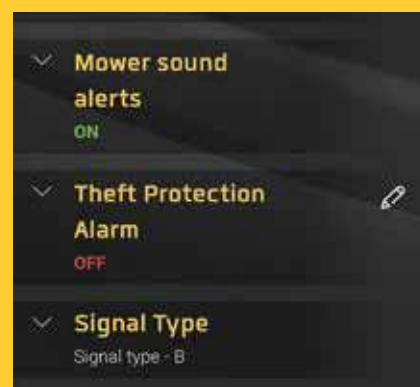 Mower sound
alerts
ON
Theft Protection
Alarm
OFF
Signal Type
Signal type - B